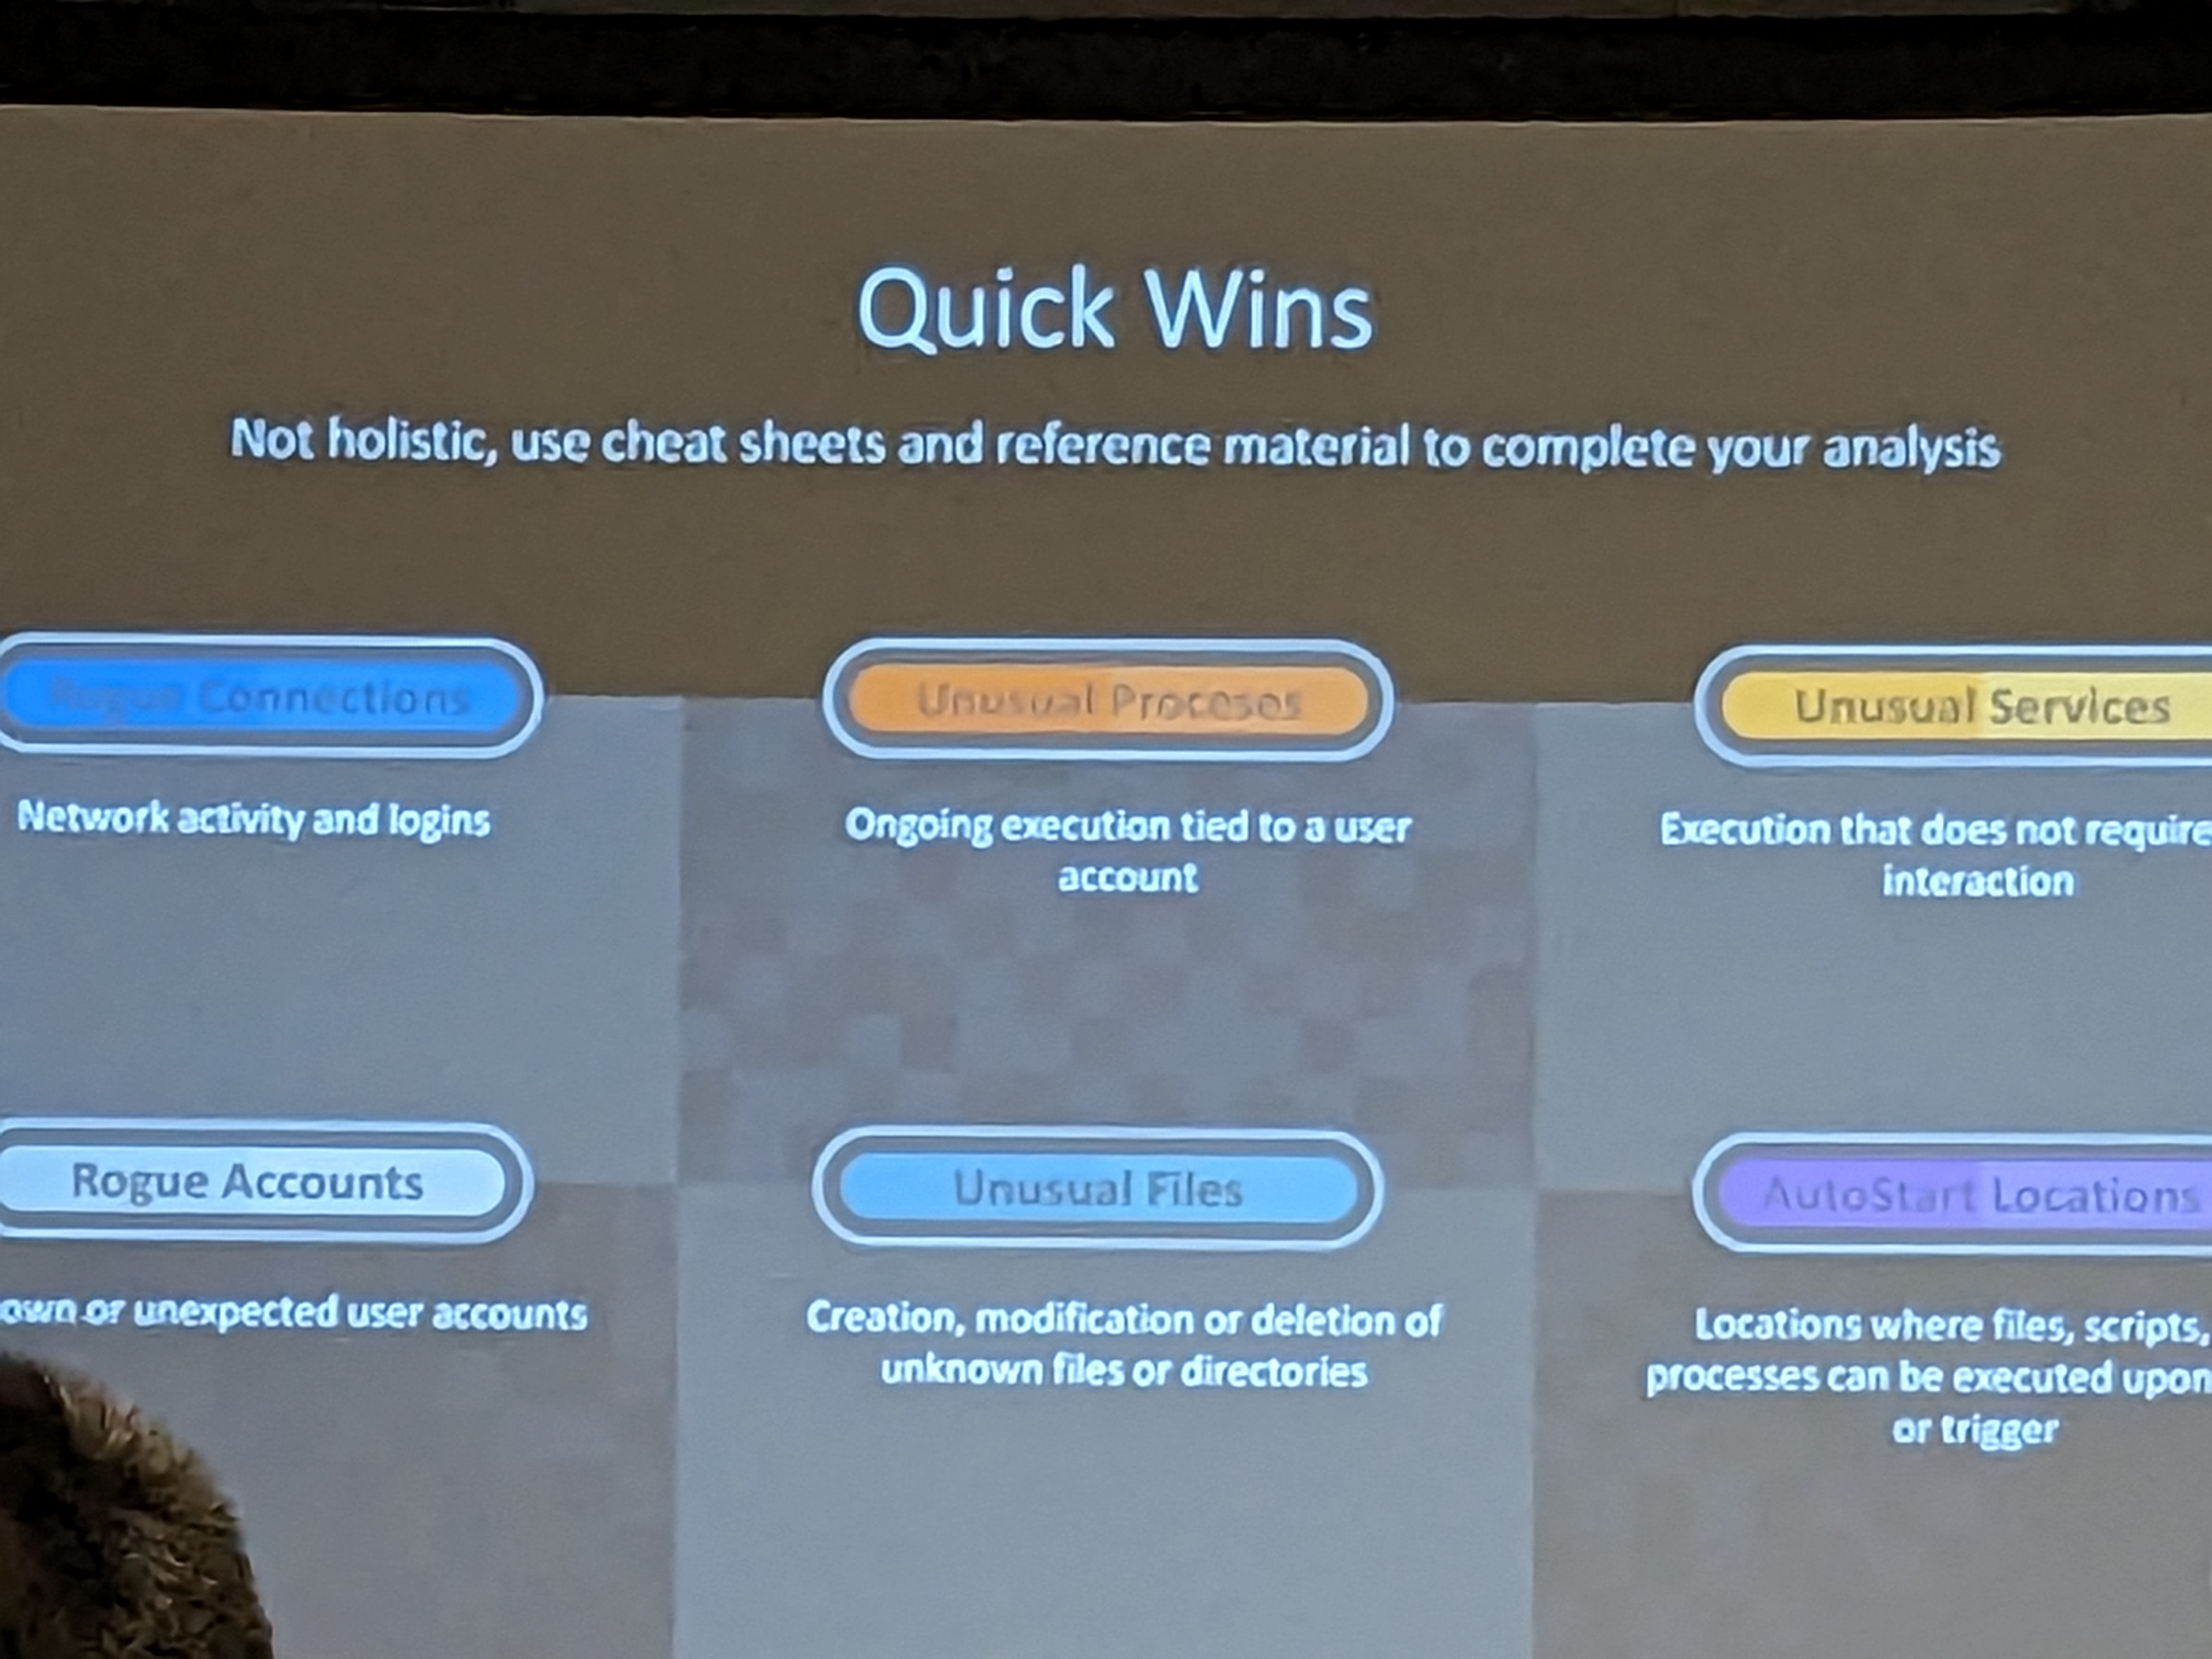 Quick Wins
Not holistic, use cheat sheets and reference material to complete your analysis
Rogue Connections
Network activity and logins
Unusual Proceses
Ongoing execution tied to a user
account
Unusual Services
Execution that does not require
interaction
Rogue Accounts
own or unexpected user accounts
Unusual Files
Creation, modification or deletion of
unknown files or directories
AutoStart Locations
Locations where files, scripts,
processes can be executed upon
or trigger